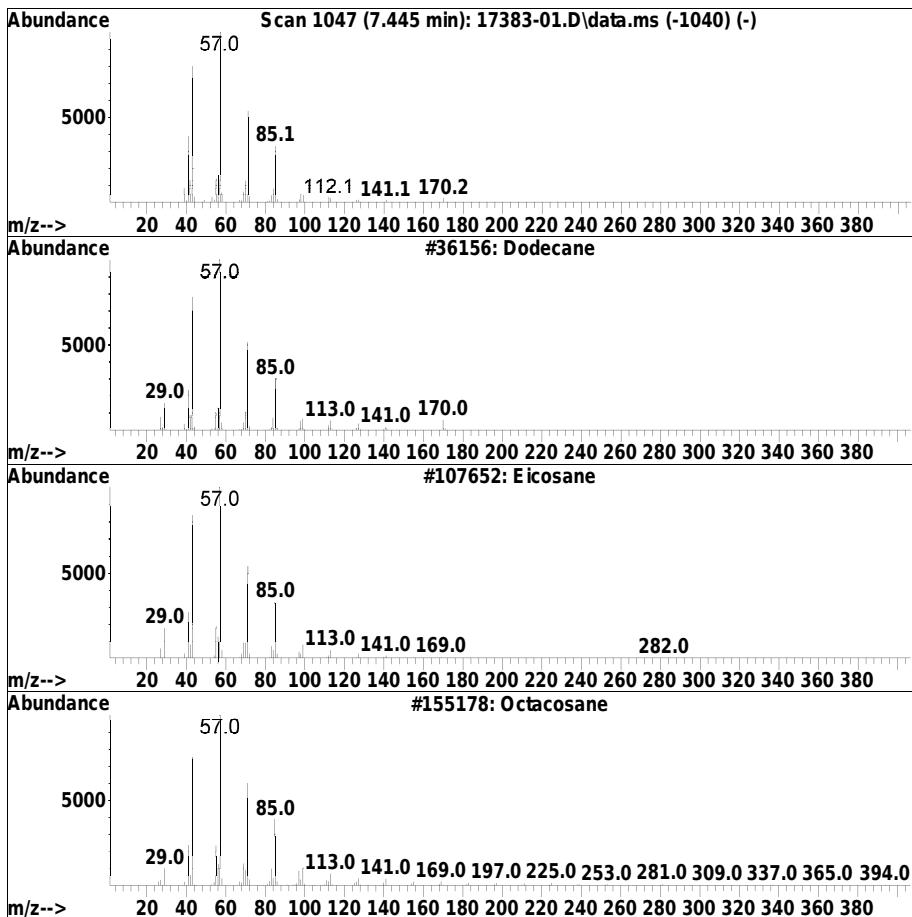 Abundance Scan 1047 (7.445 min): 17383-01.D\data.ms (-1040) (-)
57.0
5000
85.1
112.1 141.1 170.2
m/z--> 20 40 60 80 100 120 140 160 180 200 220 240 260 280 300 320 340 360 380
Abundance #36156: Dodecane
57.0
5000
85.0
29.0
113.0 141.0 170.0
m/z--> 20 40 60 80 100 120 140 160 180 200 220 240 260 280 300 320 340 360 380
Abundance #107652: Eicosane
57.0
5000
85.0
29.0
113.0 141.0 169.0 282.0
m/z--> 20 40 60 80 100 120 140 160 180 200 220 240 260 280 300 320 340 360 380
Abundance #155178: Octacosane
57.0
5000
85.0
29.0
113.0 141.0 169.0 197.0 225.0 253.0 281.0 309.0 337.0 365.0 394.0
m/z--> 20 40 60 80 100 120 140 160 180 200 220 240 260 280 300 320 340 360 380